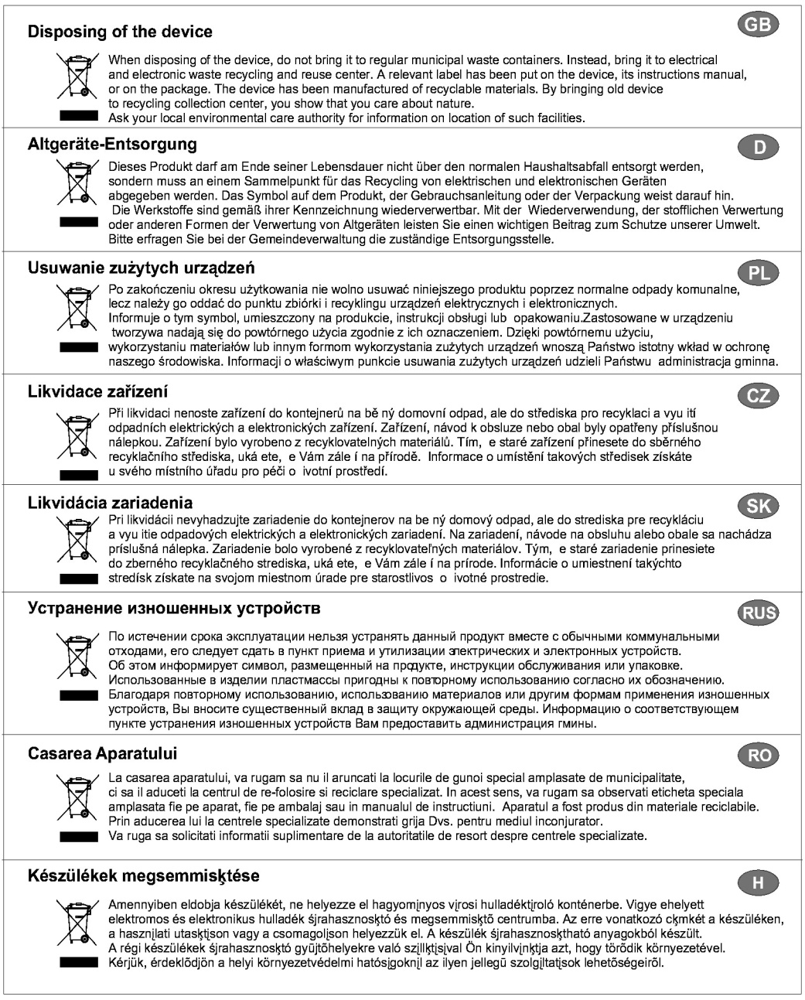 Disposing of the device
GB
When disposing of the device, do not bring it to regular municipal waste containers. Instead, bring it to electrical
and electronic waste recycling and reuse center. A relevant label has been put on the device, its instructions manual,
or on the package. The device has been manufactured of recyclable materials. By bringing old device
to recycling collection center, you show that you care about nature.
Ask your local environmental care authority for information on location of such facilities.
Altgeräte-Entsorgung
D
Dieses Produkt darf am Ende seiner Lebensdauer nicht über den normalen Haushaltsabfall entsorgt werden,
sondern muss an einem Sammelpunkt für das Recycling von elektrischen und elektronischen Geräten
abgegeben werden. Das Symbol auf dem Produkt, der Gebrauchsanleitung oder der Verpackung weist darauf hin.
Die Werkstoffe sind gemäß ihrer Kennzeichnung wiederverwertbar. Mit der Wiederverwendung, der stofflichen Verwertung
oder anderen Formen der Verwertung von Altgeräten leisten Sie einen wichtigen Beitrag zum Schutze unserer Umwelt.
Bitte erfragen Sie bei der Gemeindeverwaltung die zuständige Entsorgungsstelle.
Usuwanie zużytych urządzeń
PL
Po zakończeniu okresu użytkowania nie wolno usuwać niniejszego produktu poprzez normalne odpady komunalne,
lecz należy go oddać do punktu zbiórki i recyklingu urządzeń elektrycznych i elektronicznych.
Informuje o tym symbol, umieszczony na produkcie, instrukcji obsługi lub opakowaniu.Zastosowane w urządzeniu
tworzywa nadają się do powtórnego użycia zgodnie z ich oznaczeniem. Dzięki powtórnemu użyciu,
wykorzystaniu materiałów lub innym formom wykorzystania zużytych urządzeń wnoszą Państwo istotny wkład w ochronę
naszego środowiska. Informacji o właściwym punkcie usuwania zużytych urządzeń udzieli Państwu administracja gminna.
Likvidace zařízení
CZ
Při likvidaci nenoste zařízení do kontejnerů na bě ný domovní odpad, ale do střediska pro recyklaci a vyu ití
odpadních elektrických a elektronických zařízení. Zařízení, návod k obsluze nebo obal byly opatřeny příslušnou
nálepkou. Zařízení bylo vyrobeno z recyklovatelných materiálů. Tím, e staré zařízení přinesete do sběrného
recyklačního střediska, uká ete, e Vám zále í na přírodě. Informace o umístění takových středisek získáte
u svého místního úřadu pro péči o ivotní prostředí.
Likvidácia zariadenia
SK
Pri likvidácii nevyhadzujte zariadenie do kontejnerov na be ný domový odpad, ale do strediska pre recykláciu
a vyu itie odpadových elektrických a elektronických zariadení. Na zariadení, návode na obsluhu alebo obale sa nachádza
príslušná nálepka. Zariadenie bolo vyrobené z recyklovateľných materiálov. Tým, e staré zariadenie prinesiete
do zberného recyklačného strediska, uká ete, e Vám zále í na prírode. Informácie o umiestnení takýchto
stredísk získate na svojom miestnom úrade pre starostlivos o ivotné prostredie.
Устранение изношенных устройств
RUS
По истечении срока эксплуатации нельзя устранять данный продукт вместе с обычными коммунальными
отходами, его следует сдать в пункт приема и утилизации электрических и электронных устройств.
Об этом информирует символ, размещенный на продукте, инструкции обслуживания или упаковке.
Использованные в изделии пластмассы пригодны к повторному использованию согласно их обозначению.
Благодаря повторному использованию, использованию материалов или другим формам применения изношенных
устройств, Вы вносите существенный вклад в защиту окружающей среды. Информацию о соответствующем
пункте устранения изношенных устройств Вам предоставить администрация гмины.
Casarea Aparatului
RO
La casarea aparatului, va rugam sa nu il aruncati la locurile de gunoi special amplasate de municipalitate,
ci sa il aduceti la centrul de re-folosire si reciclare specializat. In acest sens, va rugam sa observati eticheta speciala
amplasata fie pe aparat, fie pe ambalaj sau in manualul de instructiuni. Aparatul a fost produs din materiale reciclabile.
Prin aducerea lui la centrele specializate demonstrati grija Dvs. pentru mediul inconjurator.
Va ruga sa solicitati informatii suplimentare de la autoritatile de resort despre centrele specializate.
Készülékek megsemmisķtése
H
Amennyiben eldobja készülékét, ne helyezze el hagyomįnyos vįrosi hulladéktįroló konténerbe. Vigye ehelyett
elektromos és elektronikus hulladék śjrahasznosķtó és megsemmisķtõ centrumba. Az erre vonatkozó cķmkét a készüléken,
a hasznįlati utasķtįson vagy a csomagolįson helyezzük el. A készülék śjrahasznosķtható anyagokból készült.
A régi készülékek śjrahasznosķtó gyūjtõhelyekre való szįllķtįsįval Ön kinyilvįnķtja azt, hogy törõdik környezetével.
Kérjük, érdeklõdjön a helyi környezetvédelmi hatósįgoknįl az ilyen jellegū szolgįltatįsok lehetõségeirõl.